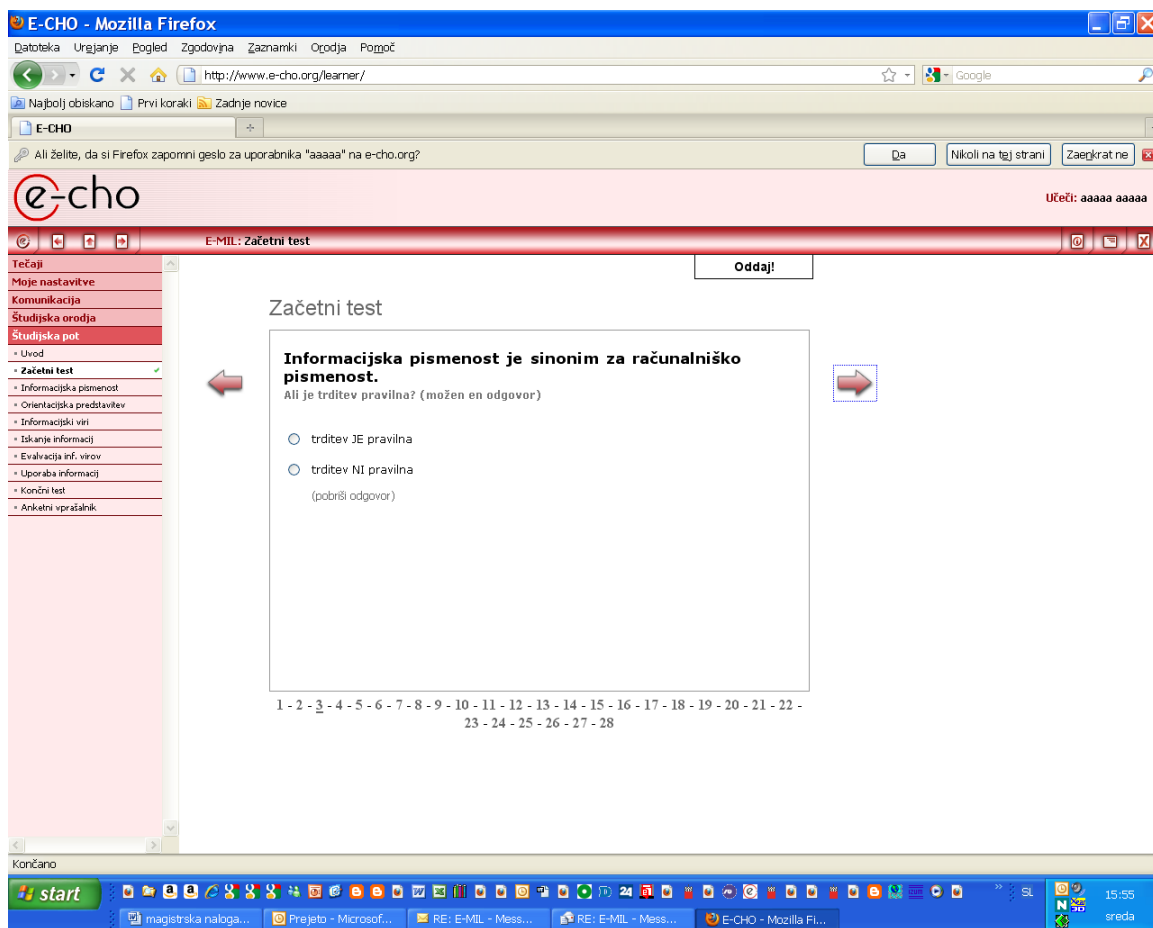 E-CHO - Mozilla Firefox
Datoteka Urejanje Pogled Zgodovina Zaznamki Orodja Pomoč
http://www.e-cho.org/learner/
Google
Najbolj obiskano Prvi koraki Zadnje novice
E-CHO
Ali želite, da si Firefox zapomni geslo za uporabnika "aaaaa" na e-cho.org?
Da Nikoli na tej strani Zaenkrat ne
e-cho
Učeči: aaaaa aaaaa
E-MIL: Začetni test
Tečaji
Moje nastavitve
Komunikacija
Študijska orodja
Študijska pot
Uvod
Začetni test
Informacijska pismenost
Orientacijska predstavitev
Informacijski viri
Iskanje informacij
Evalvacija inf. virov
Uporaba informacij
Končni test
Anketni vprašalnik
Oddaj!
Začetni test
Informacijska pismenost je sinonim za računalniško
pismenost.
Ali je trditev pravilna? (možen en odgovor)
trditev JE pravilna
trditev NI pravilna
(pobriši odgovor)
1 - 2 - 3 - 4 - 5 - 6 - 7 - 8 - 9 - 10 - 11 - 12 - 13 - 14 - 15 - 16 - 17 - 18 - 19 - 20 - 21 - 22 -
23 - 24 - 25 - 26 - 27 - 28
Končano
start
SL
15:55
magistrska naloga... Prejeto - Microsof... RE: E-MIL - Mess... RE: E-MIL - Mess... E-CHO - Mozilla Fi...
sreda